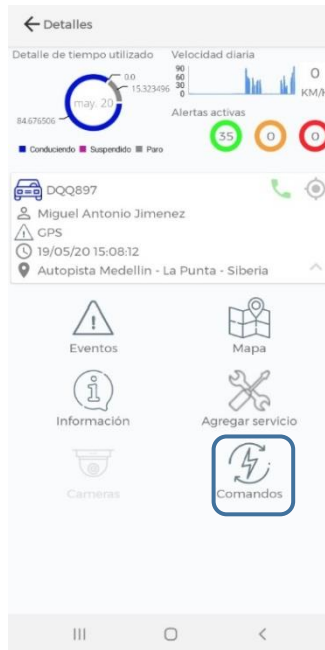 Detalles
Detalle de tiempo utilizado
Velocidad diaria
90
60
30
0
0
KM/H
0.0
15.323496
may. 20
84.676506
Conduciendo Suspendido Paro
Alertas activas
35 0 0
DQQ897
Miguel Antonio Jimenez
GPS
19/05/20 15:08:12
Autopista Medellin - La Punta - Siberia
Eventos
Mapa
Información
Agregar servicio
Cameras
Comandos